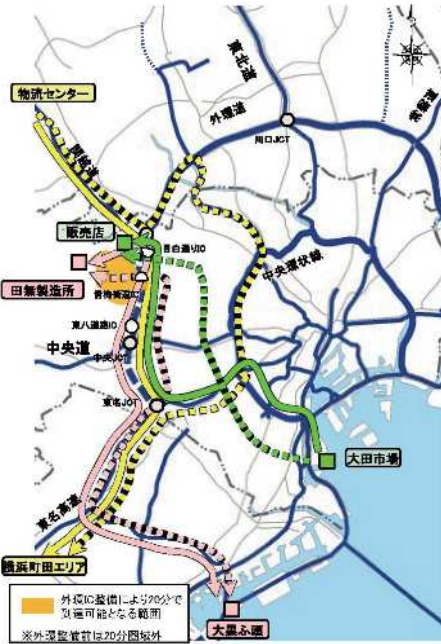 東北道
常磐道
外環道
物流センター
川口JCT
関越道
販売店
目白通りIO
中央環状線
田無製造所
青梅街道IC
東八道路IC
中央道
中央JCT
東名JCT
大田市場
東名高速
横浜町田エリア
外環IC整備により20分で
到達可能となる範囲
大黒ふ頭
※外環整備前は20分圏域外